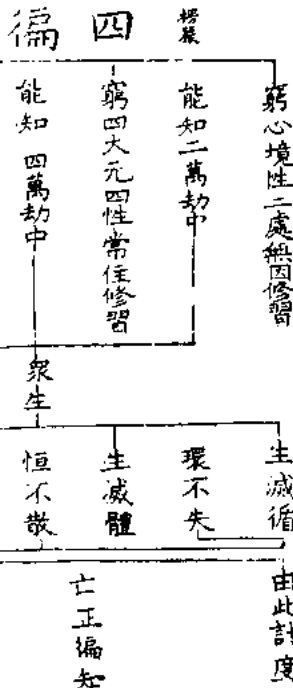 楞嚴
四徧
窮心境性二處無因修習
能知二萬劫中
窮四大元四性常住修習
能知四萬劫中
衆生
生滅循
環不失
生滅體
恒不散
由此計度
亡正徧知